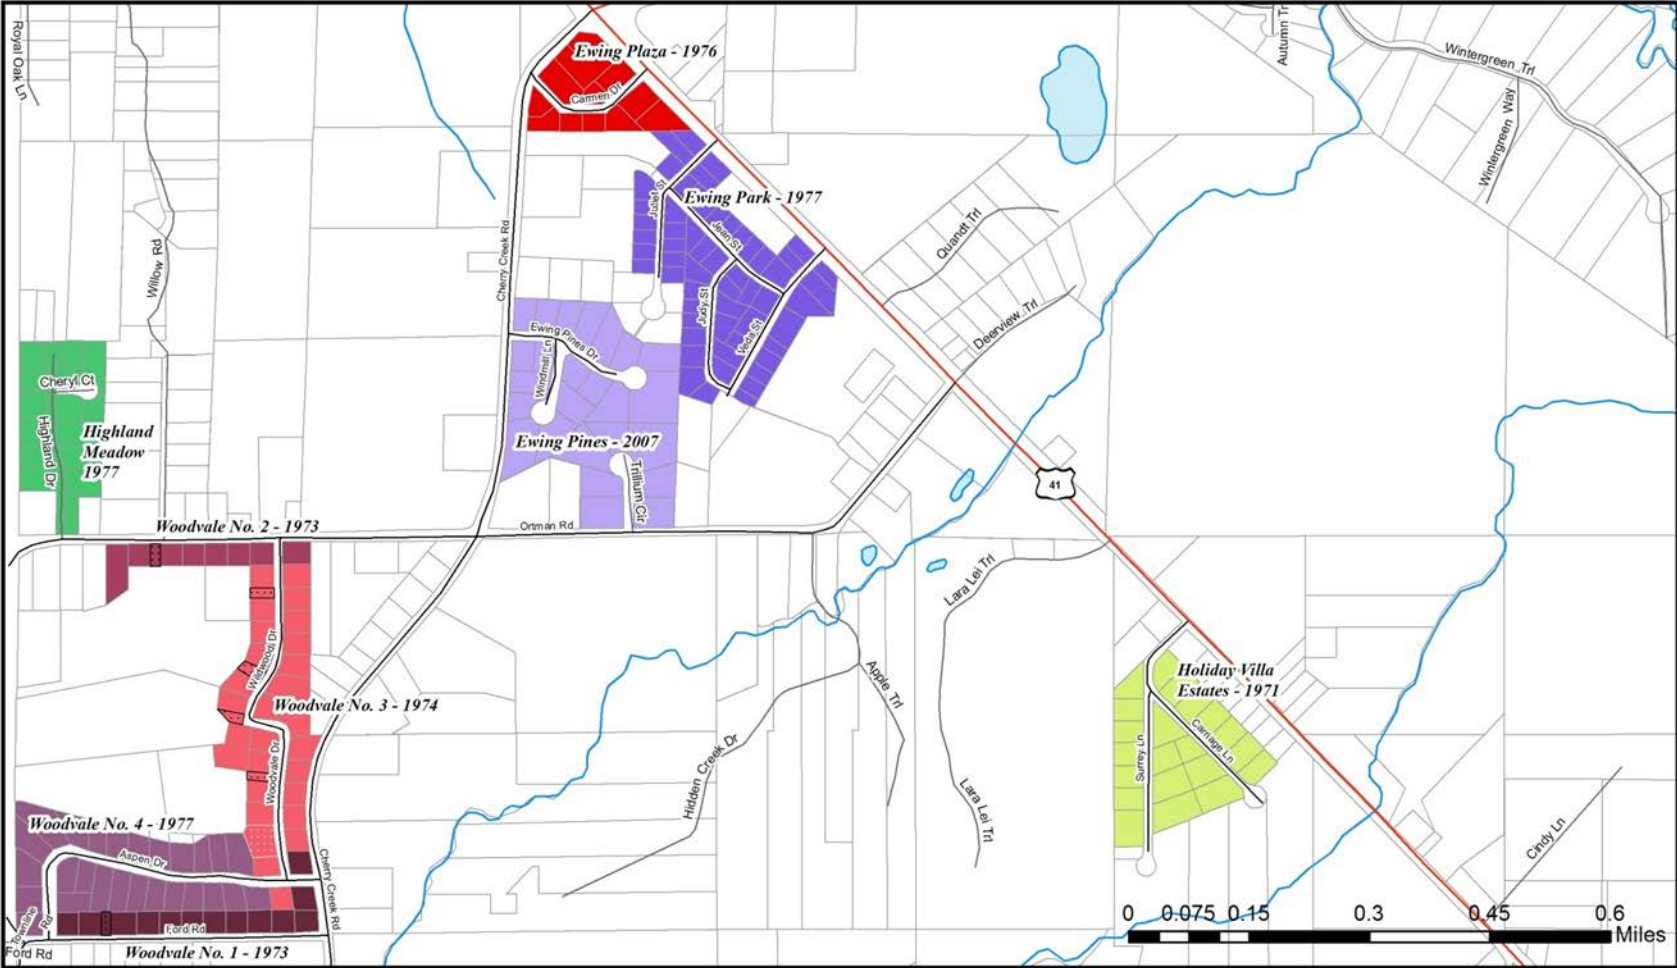 Royal Oak Ln
Ewing Plaza - 1976
Carmen Dr
Autumn Trl
Wintergreen Trl
Wintergreen Way
Juliet St
Ewing Park - 1977
Jean St
Quandt Trl
Willow Rd
Cherry Creek Rd
Judy St
Veda St
Deerview Trl
Ewing Pines Dr
Windmill Ln
Cheryl Ct
Highland Dr
Highland
Meadow
1977
Ewing Pines - 2007
Trillium Cir
41
Woodvale No. 2 - 1973
Ortman Rd
Lara Lei Trl
Wildwood Dr
Apple Trl
Holiday Villa
Estates - 1971
Woodvale No. 3 - 1974
Surrey Ln
Carriage Ln
Woodvale Dr
Hidden Creek Dr
Lara Lei Trl
Woodvale No. 4 - 1977
Aspen Dr
Cherry Creek Rd
Cindy Ln
Townline Rd
Ford Rd
0 0.075 0.15 0.3 0.45 0.6
Miles
Ford Rd
Woodvale No. 1 - 1973